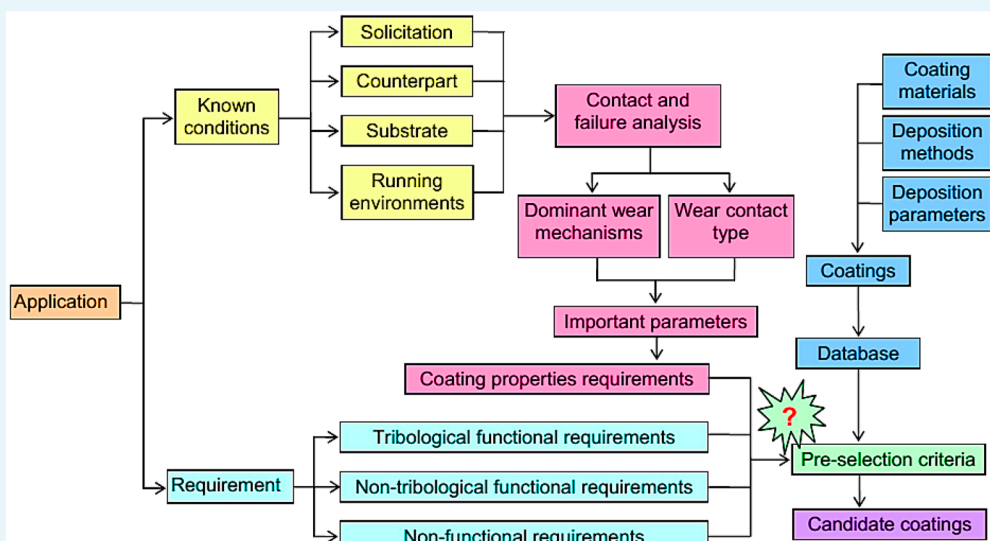 Solicitation
Counterpart
Substrate
Running
environments
Known
conditions
Contact and
failure analysis
Dominant wear
mechanisms
Wear contact
type
Important parameters
Coating properties requirements
Coating
materials
Deposition
methods
Deposition
parameters
Coatings
Database
Application
Requirement
Tribological functional requirements
Non-tribological functional requirements
Non-functional requirements
?
Pre-selection criteria
Candidate coatings